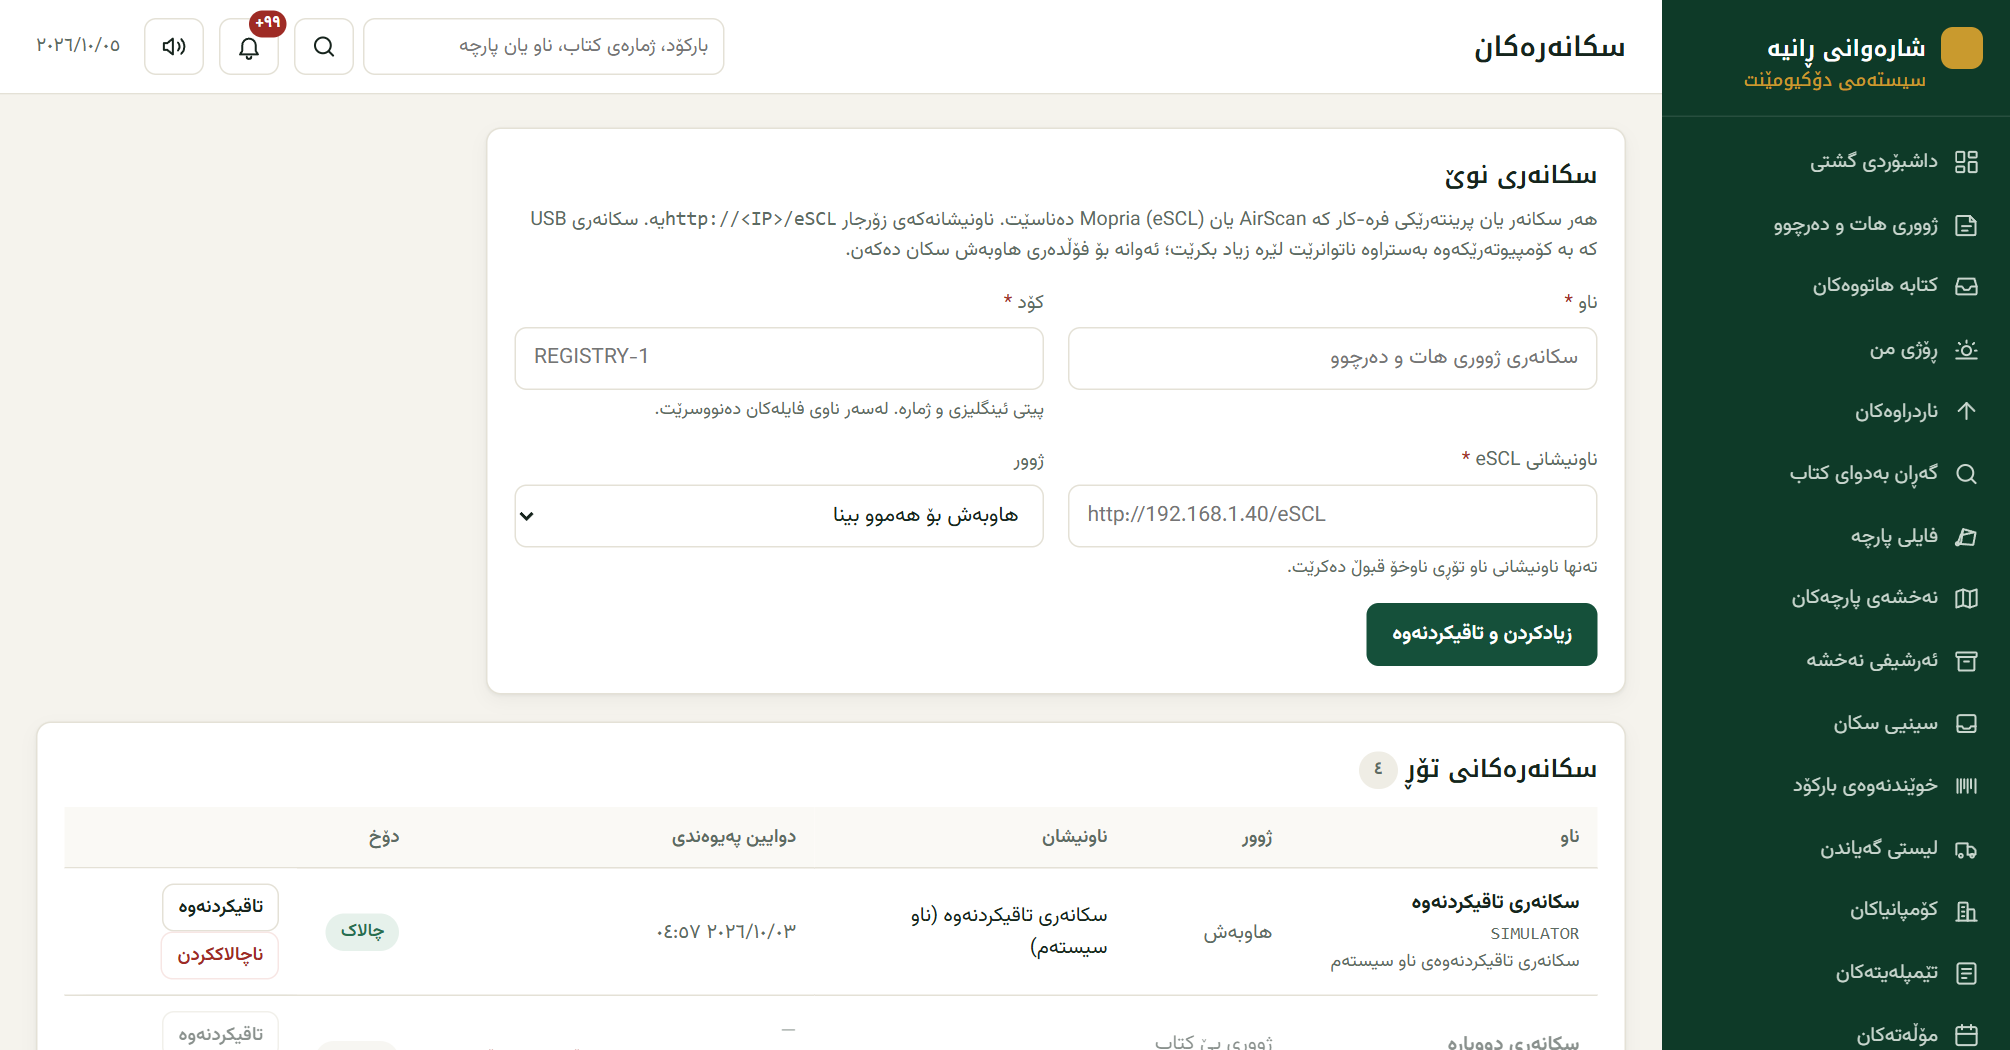 شارەوانی ڕانیە
سیستەمی دۆکیومێنت
داشبۆردی گشتی
ژووری هات و دەرچوو
کتابە هاتووەکان
ڕۆژی من
ناردراوەکان
گەڕان بەدوای کتاب
فایلی پارچە
نەخشەی پارچەکان
ئەرشیفی نەخشە
سینیی سکان
خوێندنەوەی بارکۆد
لیستی گەیاندن
کۆمپانیاکان
تێمپلەیتەکان
مۆڵەتەکان
سکانەرەکان
بارکۆد، ژمارەی کتاب، ناو یان پارچە
+٩٩
٢٠٢٦/١٠/٠٥
سکانەری نوێ
هەر سکانەر یان پرینتەرێکی فرە-کار کە AirScan یان Mopria (eSCL) دەناسێت. ناونیشانەکەی زۆرجار http://<IP>/eSCLیە. سکانەری USB
کە بە کۆمپیوتەرێکەوە بەستراوە ناتوانرێت لێرە زیاد بکرێت؛ ئەوانە بۆ فۆڵدەری هاوبەش سکان دەکەن.
ناو *
سکانەری ژووری هات و دەرچوو
کۆد *
REGISTRY-1
پیتی ئینگلیزی و ژمارە. لەسەر ناوی فایلەکان دەنووسرێت.
ناونیشانی eSCL *
http://192.168.1.40/eSCL
تەنها ناونیشانی ناو تۆڕی ناوخۆ قبوڵ دەکرێت.
ژوور
هاوبەش بۆ هەموو بینا
زیادکردن و تاقیکردنەوە
سکانەرەکانی تۆڕ ٤
ناو ژوور ناونیشان دوایین پەیوەندی دۆخ
سکانەری تاقیکردنەوە
SIMULATOR
سکانەری تاقیکردنەوەی ناو سیستەم
هاوبەش
سکانەری تاقیکردنەوە (ناو
سیستەم)
٢٠٢٦/١٠/٠٣ ٠٤:٥٧
چالاک
تاقیکردنەوە
ناچالاککردن
سکانەری دووبارە
ژووری بێ کتاب
—
تاقیکردنەوە